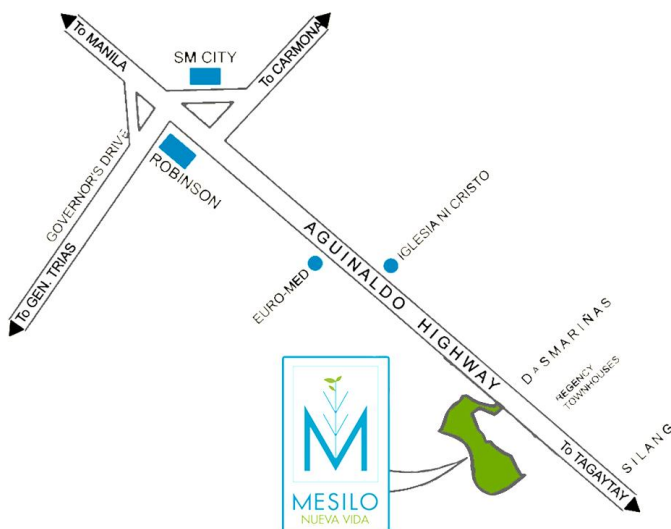 To MANILA
SM CITY
To CARMONA
GOVERNOR'S DRIVE
ROBINSON
To GEN. TRIAS
AGUINALDO HIGHWAY
IGLESIA NI CRISTO
EURO-MED
DASMARIÑAS
REGENCY
TOWNHOUSES
SILANG
To TAGAYTAY
M
MESILO
NUEVA VIDA